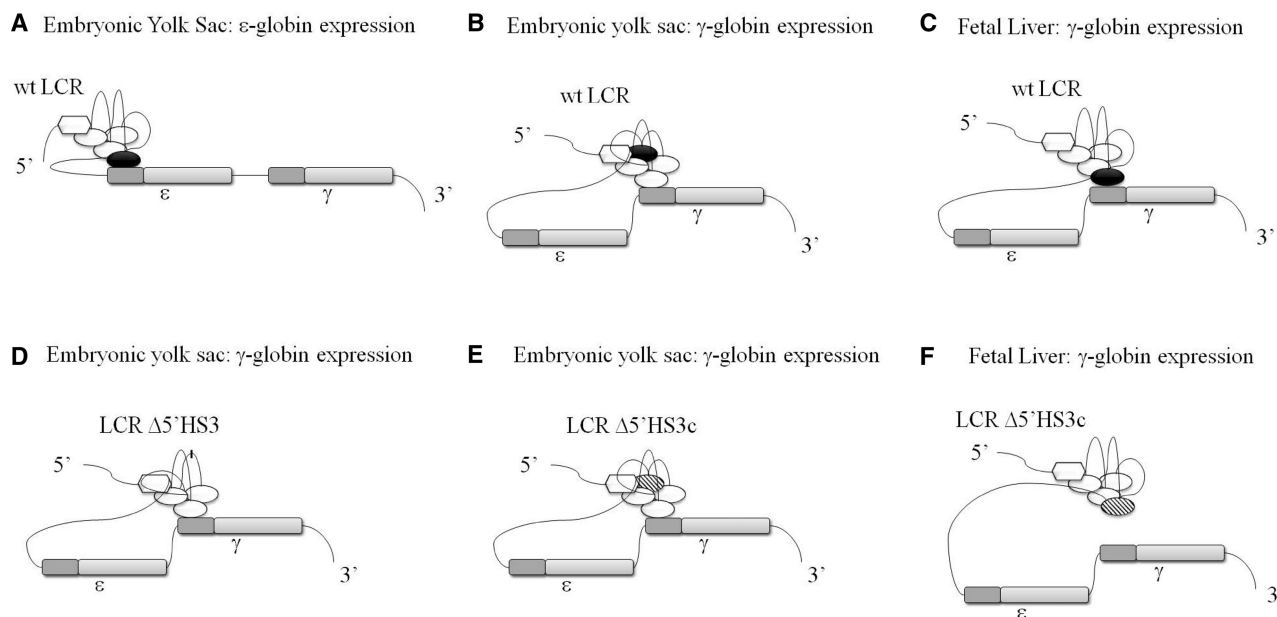 A Embryonic Yolk Sac: ε-globin expression
wt LCR
5'
ε
γ
3'
B Embryonic yolk sac: γ-globin expression
wt LCR
5'
γ
3'
ε
C Fetal Liver: γ-globin expression
wt LCR
5'
γ
3'
ε
D Embryonic yolk sac: γ-globin expression
LCR Δ5'HS3
5'
γ
3'
ε
E Embryonic yolk sac: γ-globin expression
LCR Δ5'HS3c
5'
γ
3'
ε
F Fetal Liver: γ-globin expression
LCR Δ5'HS3c
5'
γ
3
ε